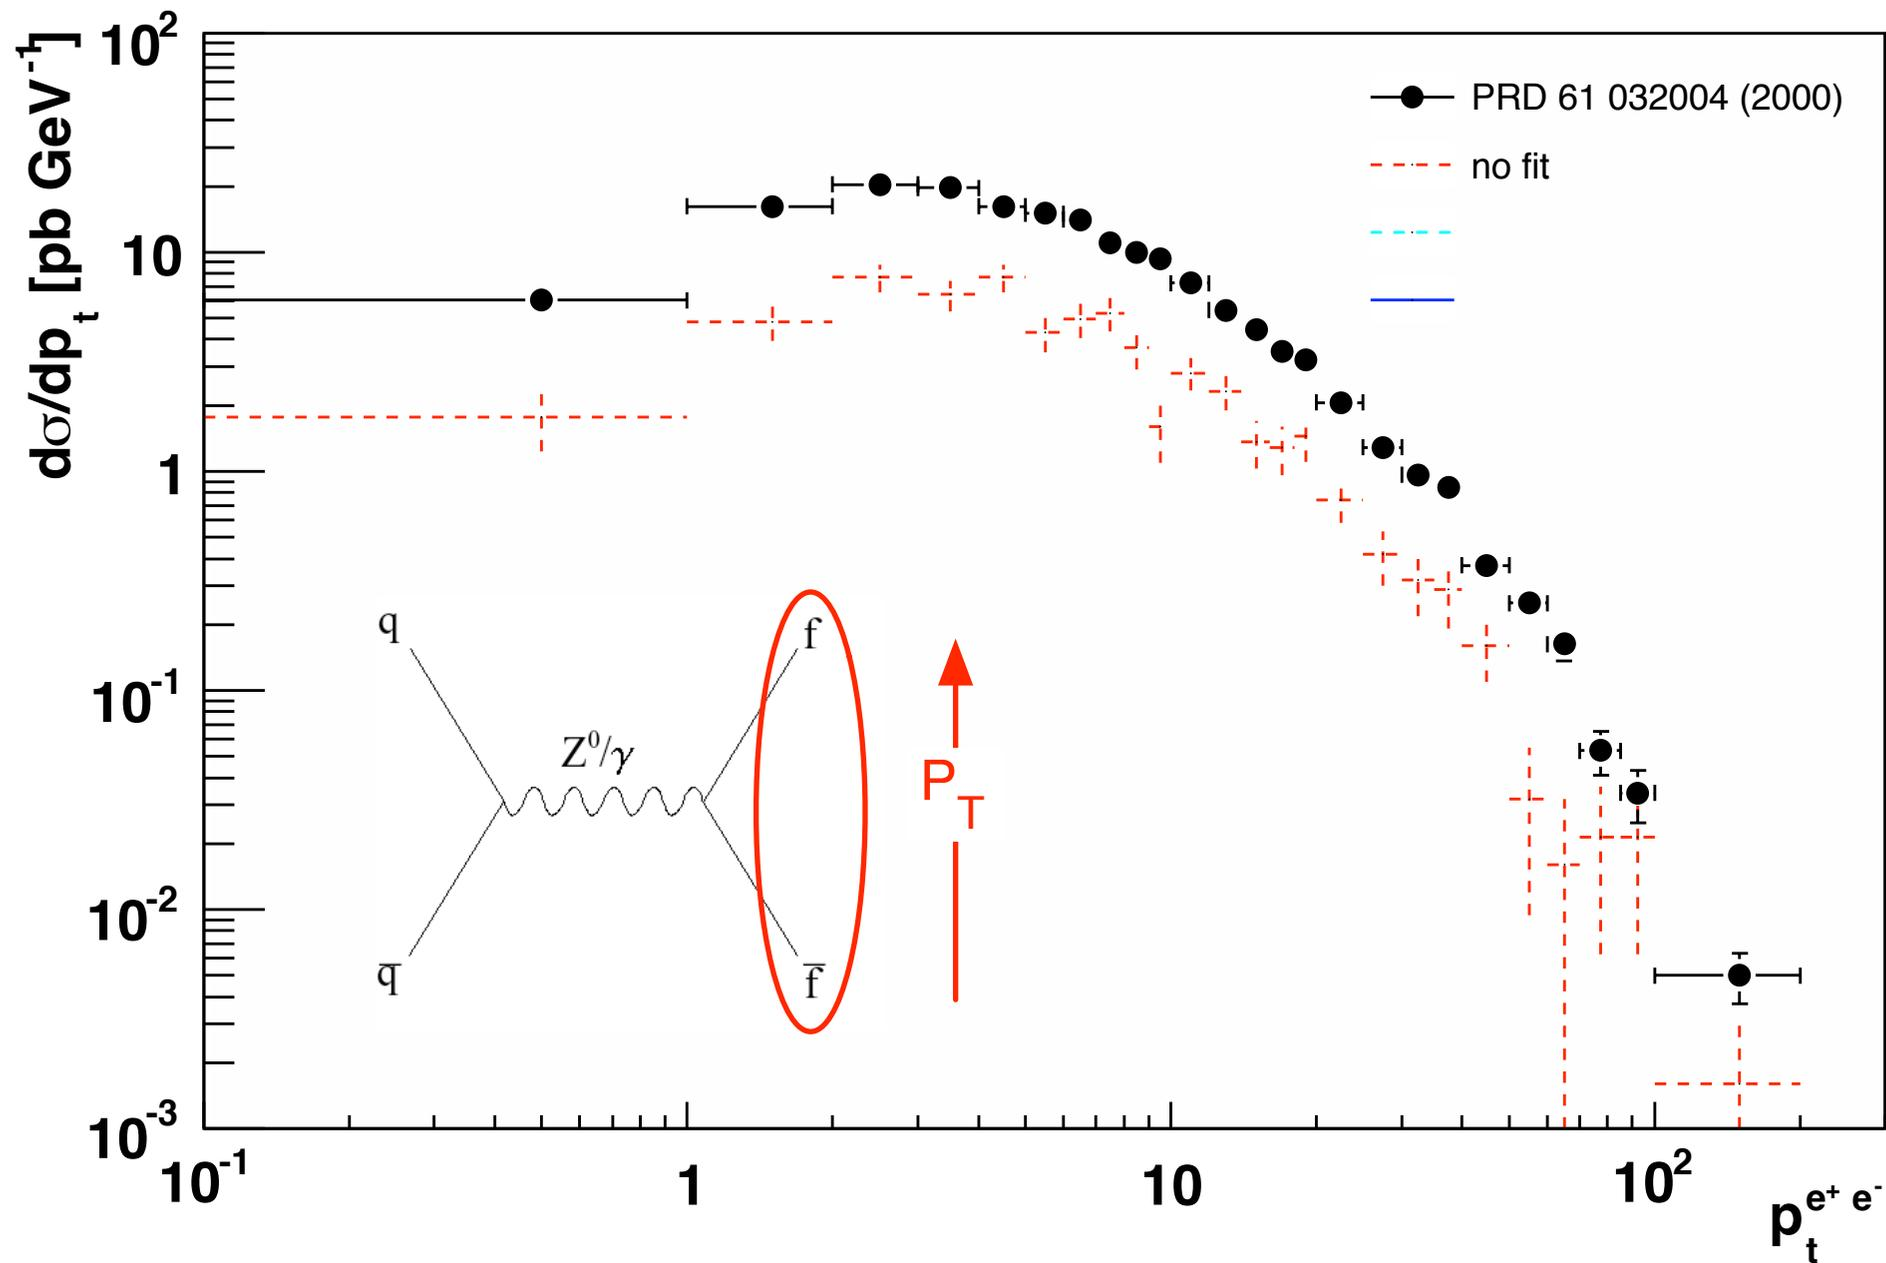 dσ/dp_t [pb GeV^-1]
10^2
10
1
10^-1
10^-2
10^-3
PRD 61 032004 (2000)
no fit
q
f
Z^0/γ
P_T
q̅
f̅
10^-1
1
10
10^2
p_t^e+ e-